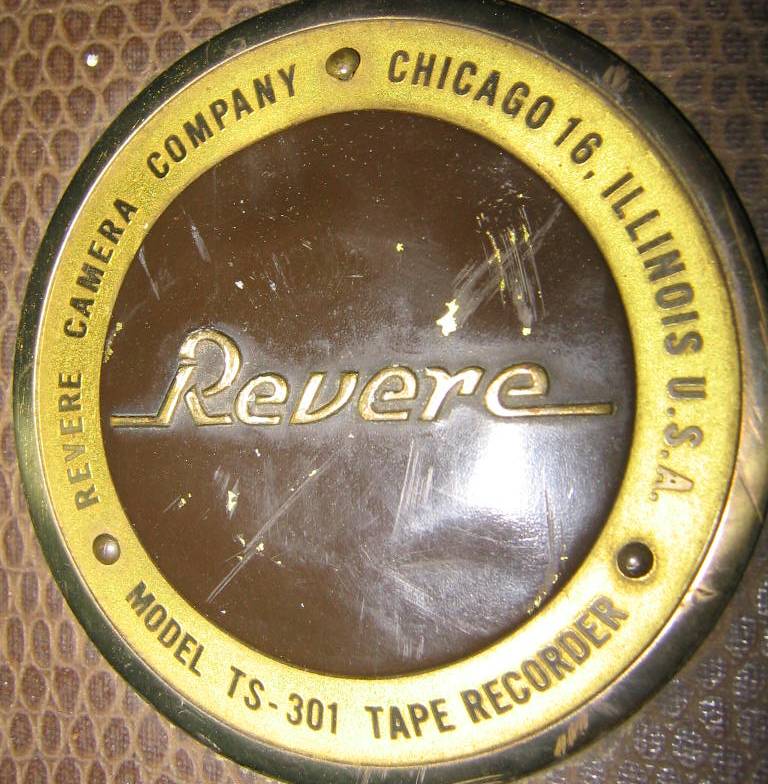 REVERE CAMERA COMPANY
CHICAGO 16, ILLINOIS U.S.A.
Revere
MODEL TS-301 TAPE RECORDER